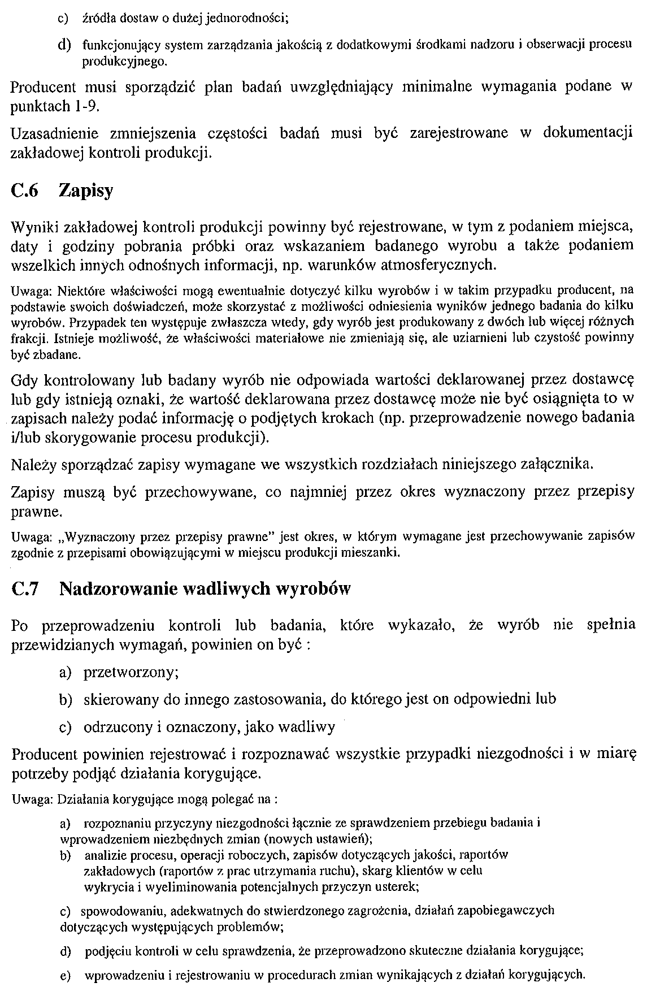 c) źródła dostaw o dużej jednorodności;
d) funkcjonujący system zarządzania jakością z dodatkowymi środkami nadzoru i obserwacji procesu
produkcyjnego.
Producent musi sporządzić plan badań uwzględniający minimalne wymagania podane w
punktach 1-9.
Uzasadnienie zmniejszenia częstości badań musi być zarejestrowane w dokumentacji
zakładowej kontroli produkcji.
C.6 Zapisy
Wyniki zakładowej kontroli produkcji powinny być rejestrowane, w tym z podaniem miejsca,
daty i godziny pobrania próbki oraz wskazaniem badanego wyrobu a także podaniem
wszelkich innych odnośnych informacji, np. warunków atmosferycznych.
Uwaga: Niektóre właściwości mogą ewentualnie dotyczyć kilku wyrobów i w takim przypadku producent, na
podstawie swoich doświadczeń, może skorzystać z możliwości odniesienia wyników jednego badania do kilku
wyrobów. Przypadek ten występuje zwłaszcza wtedy, gdy wyrób jest produkowany z dwóch lub więcej różnych
frakcji. Istnieje możliwość, że właściwości materiałowe nie zmieniają się, ale uziarnieni lub czystość powinny
być zbadane.
Gdy kontrolowany lub badany wyrób nie odpowiada wartości deklarowanej przez dostawcę
lub gdy istnieją oznaki, że wartość deklarowana przez dostawcę może nie być osiągnięta to w
zapisach należy podać informację o podjętych krokach (np. przeprowadzenie nowego badania
i/lub skorygowanie procesu produkcji).
Należy sporządzać zapisy wymagane we wszystkich rozdziałach niniejszego załącznika.
Zapisy muszą być przechowywane, co najmniej przez okres wyznaczony przez przepisy
prawne.
Uwaga: „Wyznaczony przez przepisy prawne” jest okres, w którym wymagane jest przechowywanie zapisów
zgodnie z przepisami obowiązującymi w miejscu produkcji mieszanki.
C.7 Nadzorowanie wadliwych wyrobów
Po przeprowadzeniu kontroli lub badania, które wykazało, że wyrób nie spełnia
przewidzianych wymagań, powinien on być :
a) przetworzony;
b) skierowany do innego zastosowania, do którego jest on odpowiedni lub
c) odrzucony i oznaczony, jako wadliwy
Producent powinien rejestrować i rozpoznawać wszystkie przypadki niezgodności i w miarę
potrzeby podjąć działania korygujące.
Uwaga: Działania korygujące mogą polegać na :
a) rozpoznaniu przyczyny niezgodności łącznie ze sprawdzeniem przebiegu badania i
wprowadzeniem niezbędnych zmian (nowych ustawień);
b) analizie procesu, operacji roboczych, zapisów dotyczących jakości, raportów
zakładowych (raportów z prac utrzymania ruchu), skarg klientów w celu
wykrycia i wyeliminowania potencjalnych przyczyn usterek;
c) spowodowaniu, adekwatnych do stwierdzonego zagrożenia, działań zapobiegawczych
dotyczących występujących problemów;
d) podjęciu kontroli w celu sprawdzenia, że przeprowadzono skuteczne działania korygujące;
e) wprowadzeniu i rejestrowaniu w procedurach zmian wynikających z działań korygujących.